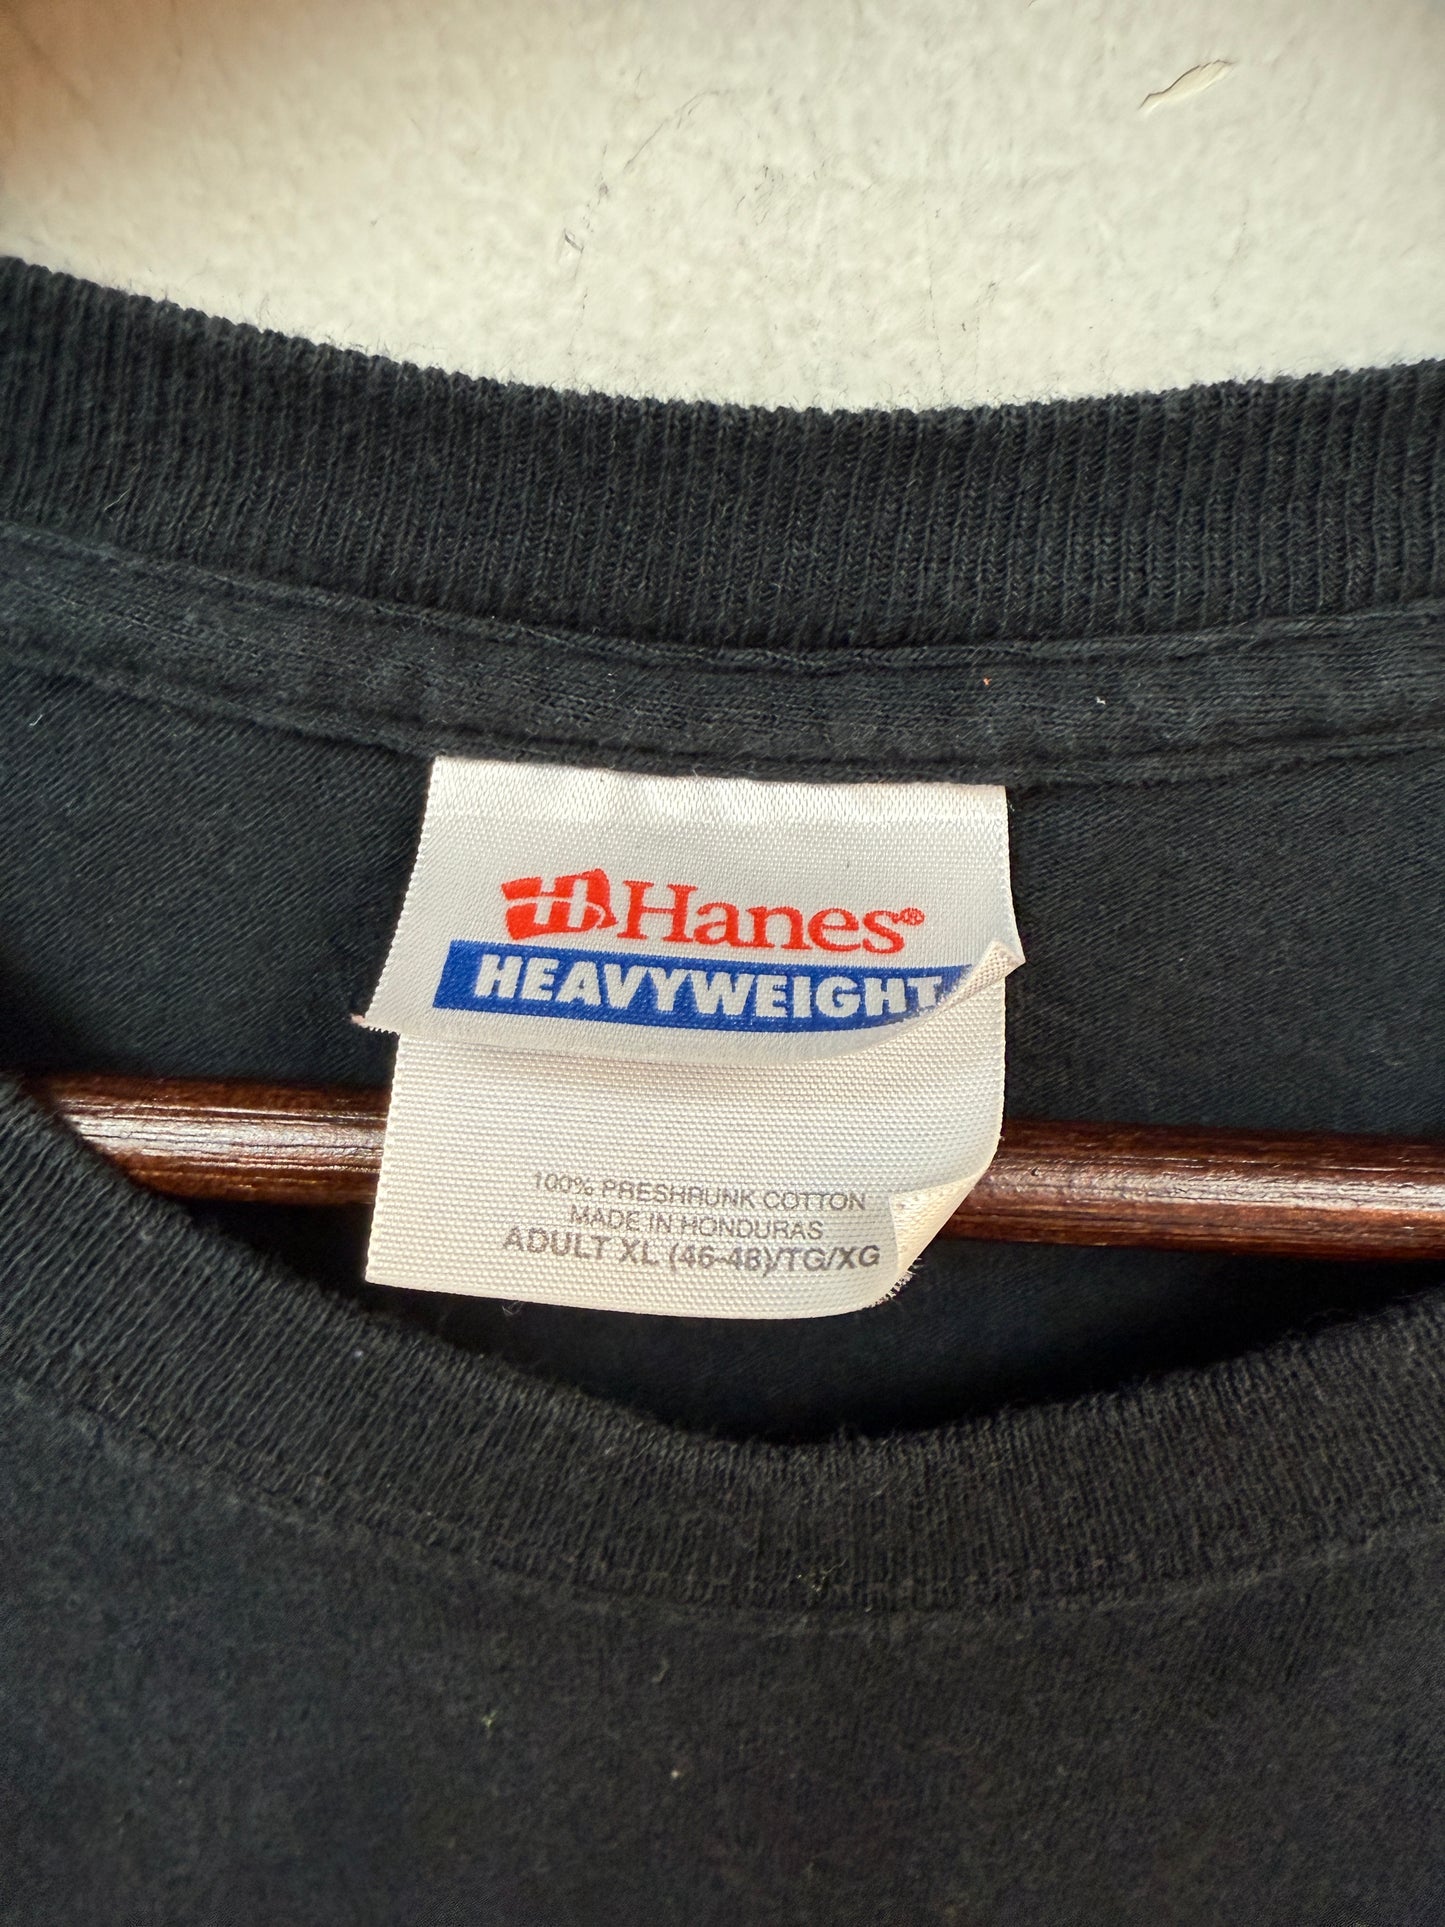 Hanes®
HEAVYWEIGHT
100% PRESHRUNK COTTON
MADE IN HONDURAS
ADULT XL (46-48)/TG/XG